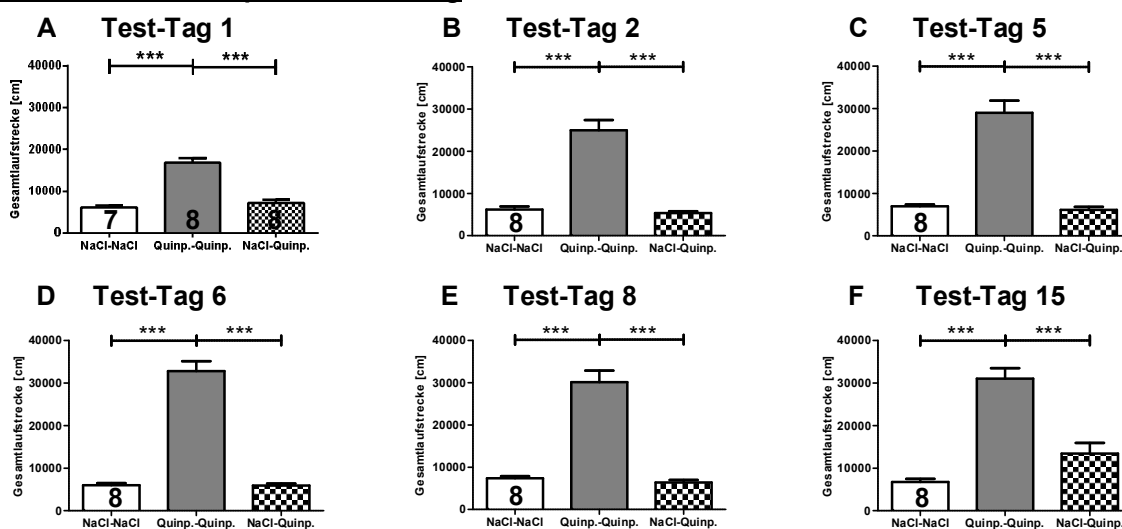 A Test-Tag 1
*** ***
Gesamtlaufstrecke [cm]
40000
30000
20000
10000
0
7 8 8
NaCl-NaCl Quinp.-Quinp. NaCl-Quinp.
B Test-Tag 2
*** ***
Gesamtlaufstrecke [cm]
40000
30000
20000
10000
0
8
NaCl-NaCl Quinp.-Quinp. NaCl-Quinp.
C Test-Tag 5
*** ***
Gesamtlaufstrecke [cm]
40000
30000
20000
10000
0
8
NaCl-NaCl Quinp.-Quinp. NaCl-Quinp.
D Test-Tag 6
*** ***
Gesamtlaufstrecke [cm]
40000
30000
20000
10000
0
8
NaCl-NaCl Quinp.-Quinp. NaCl-Quinp.
E Test-Tag 8
*** ***
Gesamtlaufstrecke [cm]
40000
30000
20000
10000
0
8
NaCl-NaCl Quinp.-Quinp. NaCl-Quinp.
F Test-Tag 15
*** ***
Gesamtlaufstrecke [cm]
40000
30000
20000
10000
0
8
NaCl-NaCl Quinp.-Quinp. NaCl-Quinp.